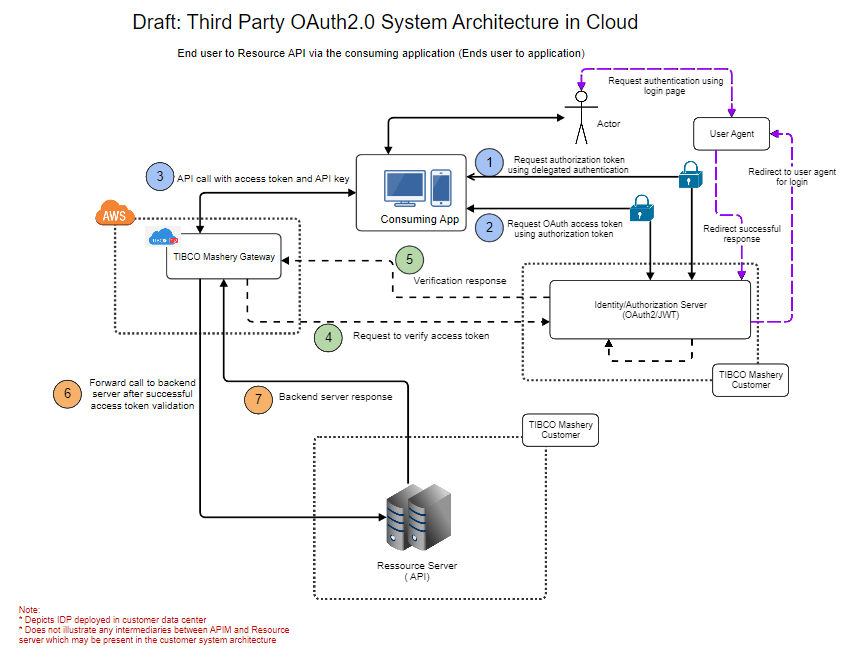 Draft: Third Party OAuth2.0 System Architecture in Cloud
End user to Resource API via the consuming application (Ends user to application)
Request authentication using
login page
Actor
User Agent
1
Request authorization token
using delegated authentication
Redirect to user agent
for login
3
API call with access token and API key
Consuming App
2
Request OAuth access token
using authorization token
Redirect successful
response
AWS
TIBCO Mashery Gateway
5
Verification response
Identity/Authorization Server
(OAuth2/JWT)
4
Request to verify access token
TIBCO Mashery
Customer
6
Forward call to backend
server after successful
access token validation
7
Backend server response
TIBCO Mashery
Customer
Ressource Server
( API)
Note:
* Depicts IDP deployed in customer data center
* Does not illustrate any intermediaries between APIM and Resource
server which may be present in the customer system architecture